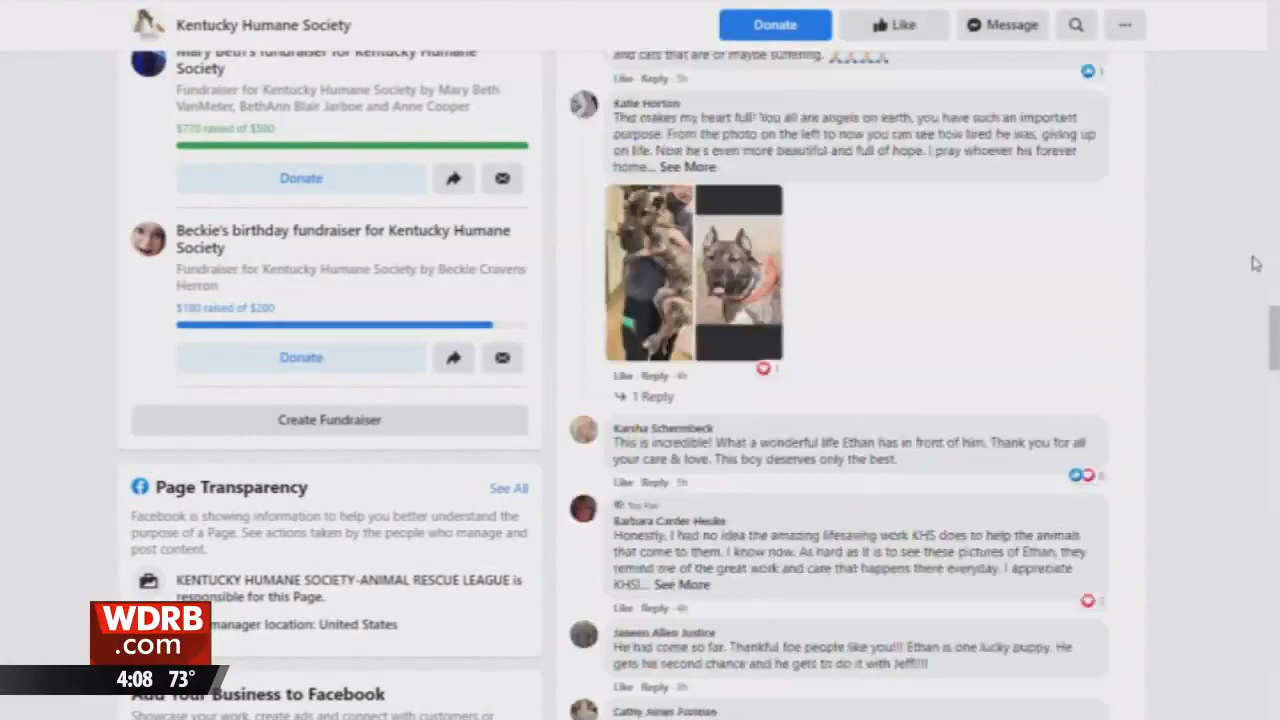 Kentucky Humane Society
Donate
Like
Message
Mary Beth's fundraiser for Kentucky Humane
Society
Fundraiser for Kentucky Humane Society by Mary Beth
VanMeter, BethAnn Blair Jarboe and Anne Cooper
$770 raised of $500
Donate
Beckie's birthday fundraiser for Kentucky Humane
Society
Fundraiser for Kentucky Humane Society by Beckie Cravens
Herron
$180 raised of $200
Donate
Create Fundraiser
Page Transparency
See All
Facebook is showing information to help you better understand the
purpose of a Page. See actions taken by the people who manage and
post content.
KENTUCKY HUMANE SOCIETY-ANIMAL RESCUE LEAGUE is
responsible for this Page.
manager location: United States
Add Your Business to Facebook
Showcase your work, create ads and connect with customers or
and cats that are or maybe suffering.
Like Reply 5h
1
Katie Horton
This makes my heart full! You all are angels on earth, you have such an important
purpose. From the photo on the left to now you can see how tired he was, giving up
on life. Now he's even more beautiful and full of hope. I pray whoever his forever
home... See More
Like Reply 4h
1
1 Reply
Karsha Schermbeck
This is incredible! What a wonderful life Ethan has in front of him. Thank you for all
your care & love. This boy deserves only the best.
Like Reply 5h
6
Top Fan
Barbara Carder
Honestly, I had no idea the amazing lifesaving work KHS does to help the animals
that come to them. I know now. As hard as it is to see these pictures of Ethan, they
remind me of the great work and care that happens there everyday. I appreciate
KHS!... See More
Like Reply 4h
Janeen Allen Justice
He had come so far. Thankful for people like you!!! Ethan is one lucky puppy. He
gets his second chance and he gets to do it with Jeff!!!!
Like Reply
Cathy
WDRB
.com
4:08 73°